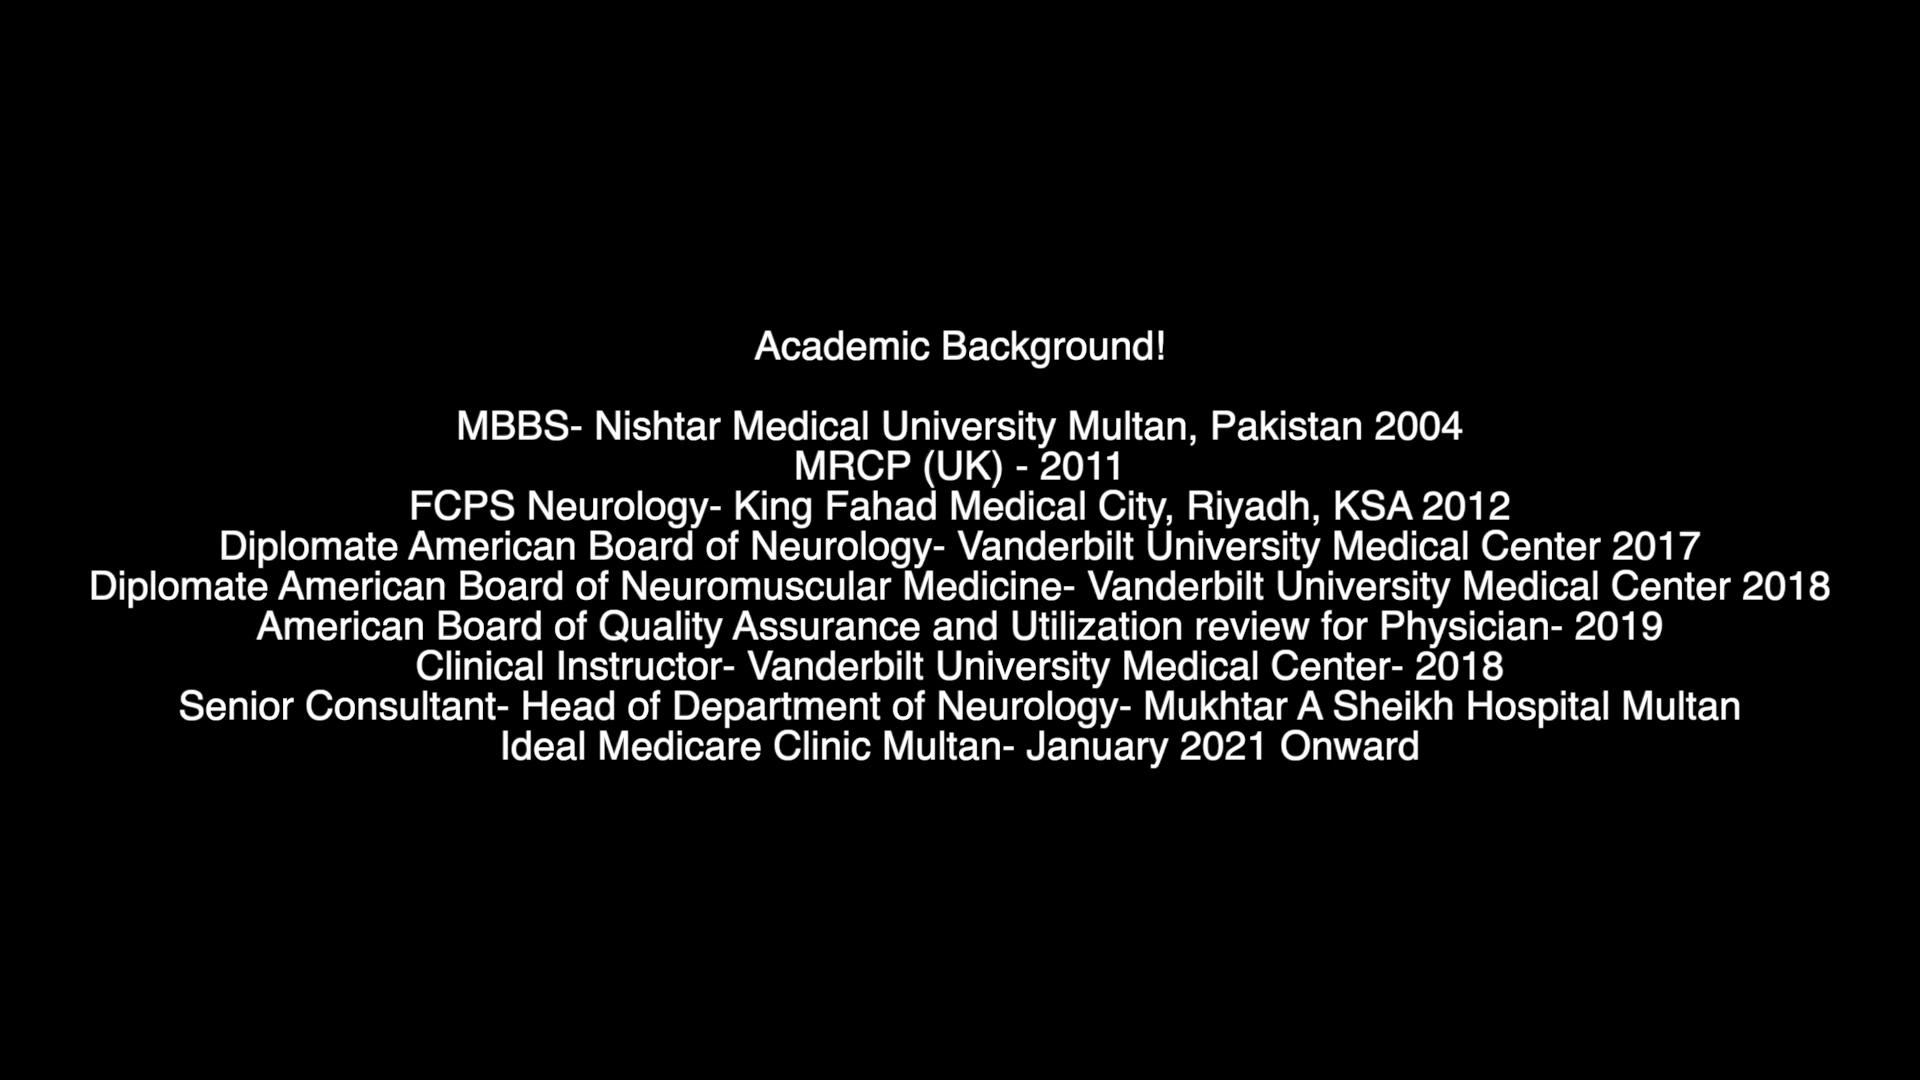 Academic Background!
MBBS- Nishtar Medical University Multan, Pakistan 2004
MRCP (UK) - 2011
FCPS Neurology- King Fahad Medical City, Riyadh, KSA 2012
Diplomate American Board of Neurology- Vanderbilt University Medical Center 2017
Diplomate American Board of Neuromuscular Medicine- Vanderbilt University Medical Center 2018
American Board of Quality Assurance and Utilization review for Physician- 2019
Clinical Instructor- Vanderbilt University Medical Center- 2018
Senior Consultant- Head of Department of Neurology- Mukhtar A Sheikh Hospital Multan
Ideal Medicare Clinic Multan- January 2021 Onward